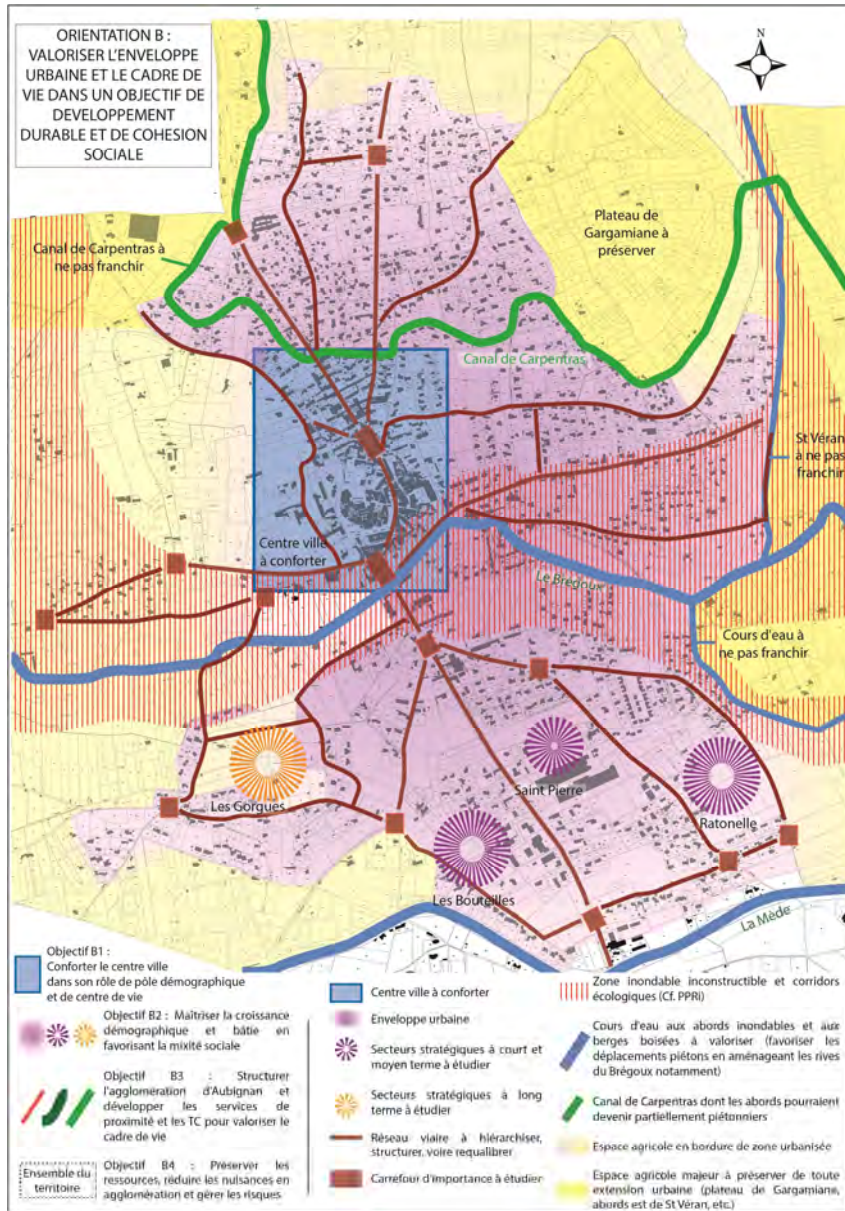 ORIENTATION B :
VALORISER L'ENVELOPPE
URBAINE ET LE CADRE DE
VIE DANS UN OBJECTIF DE
DEVELOPPEMENT
DURABLE ET DE COHESION
SOCIALE
N
Plateau de
Gargamiane à
préserver
Canal de Carpentras à
ne pas franchir
Canal de Carpentras
St Véran
à ne pas
franchir
Centre ville
à conforter
Le Brégoux
Cours d'eau à
ne pas franchir
Les Gorgues
Saint Pierre
Ratonelle
Les Bouteilles
La Mède
Objectif B1 :
Conforter le centre ville
dans son rôle de pôle démographique
et de centre de vie
Objectif B2 : Maîtriser la croissance
démographique et bâtie en
favorisant la mixité sociale
Objectif B3 : Structurer
l'agglomération d'Aubignan et
développer les services de
proximité et les TC pour valoriser le
cadre de vie
Ensemble du
territoire
Objectif B4 : Préserver les
ressources, réduire les nuisances en
agglomération et gérer les risques
Centre ville à conforter
Enveloppe urbaine
Secteurs stratégiques à court et
moyen terme à étudier
Secteurs stratégiques à long
terme à étudier
Réseau viaire à hiérarchiser,
structurer, voire requalibrer
Carrefour d'importance à étudier
Zone inondable inconstructible et corridors
écologiques (Cf. PPRi)
Cours d'eau aux abords inondables et aux
berges boisées à valoriser (favoriser les
déplacements piétons en aménageant les rives
du Brégoux notamment)
Canal de Carpentras dont les abords pourraient
devenir partiellement piétonniers
Espace agricole en bordure de zone urbanisée
Espace agricole majeur à préserver de toute
extension urbaine (plateau de Gargamiane,
abords est de St Véran, etc.)